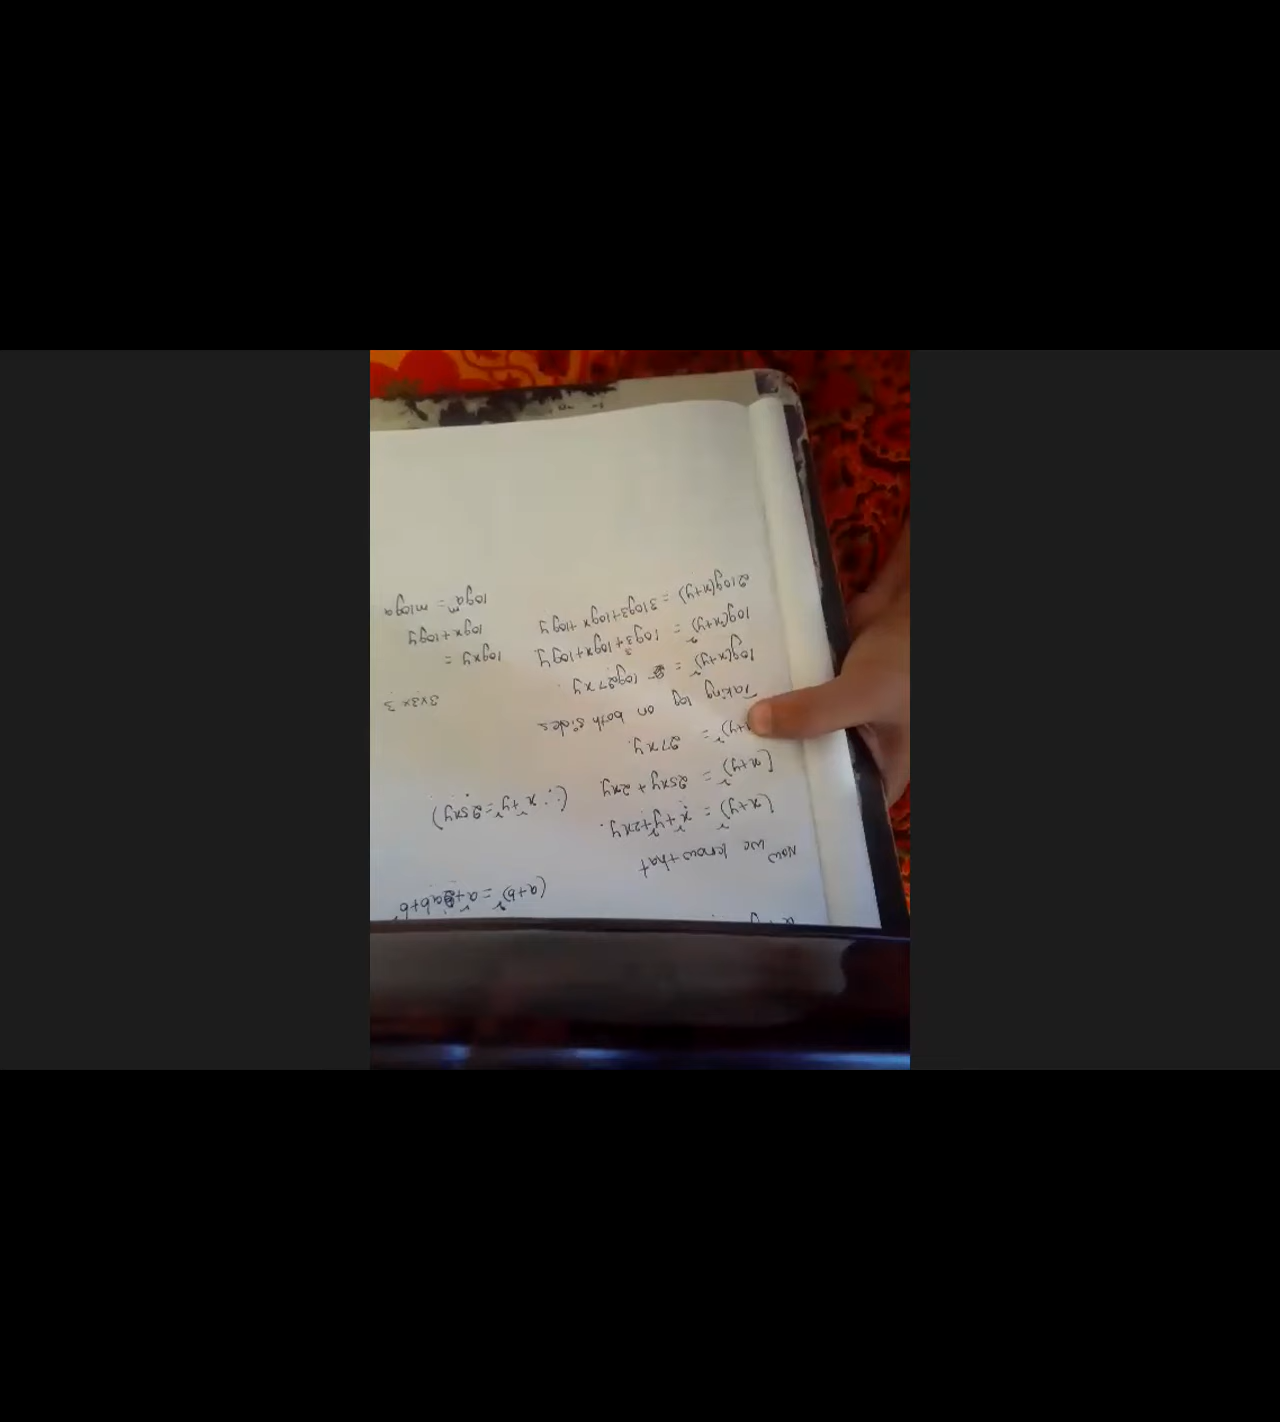 (a+b)² = a²+2ab+b²
Now we know that
(x+y)² = x²+y²+2xy.
(x+y)² = 25xy+2xy (∵ x²+y²=25xy)
x+y)² = 27xy.
Taking log on both sides
3×3×3
log(x+y)² = log27xy.
log(x+y)² = log3³+logx+logy.
logxy =
logx+logy
2log(x+y) = 3log3+logx+logy
logaᵐ = mloga